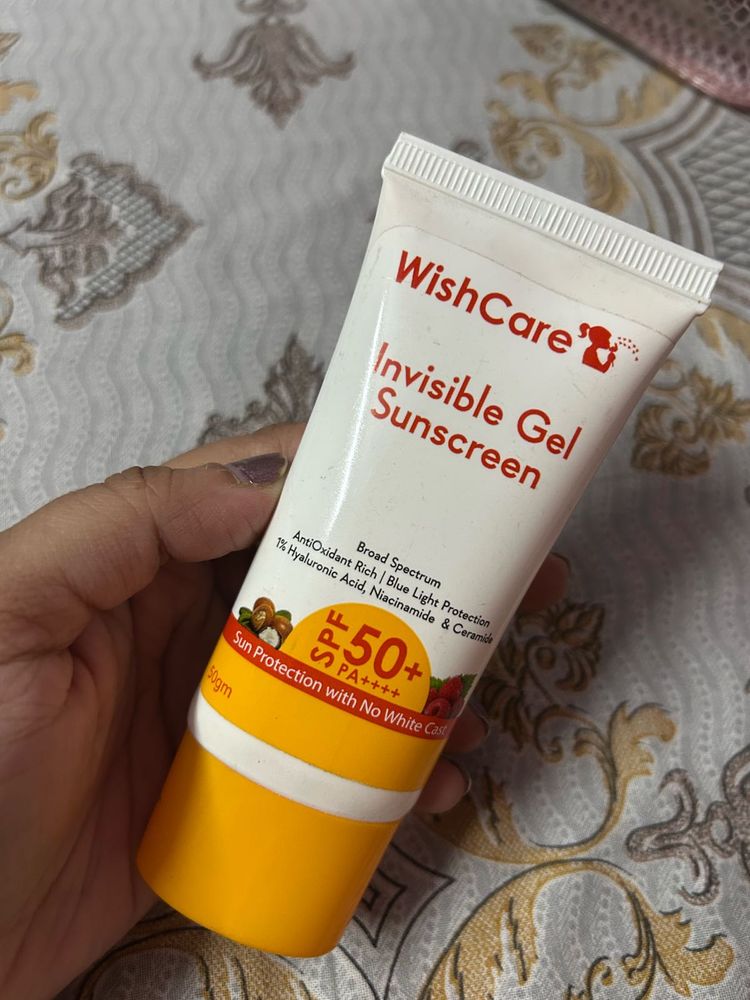 WishCare
Invisible Gel
Sunscreen
Broad Spectrum
AntiOxidant Rich | Blue Light Protection
1% Hyaluronic Acid, Niacinamide & Ceramide
SPF 50+
PA++++
Sun Protection with No White Cast
50gm